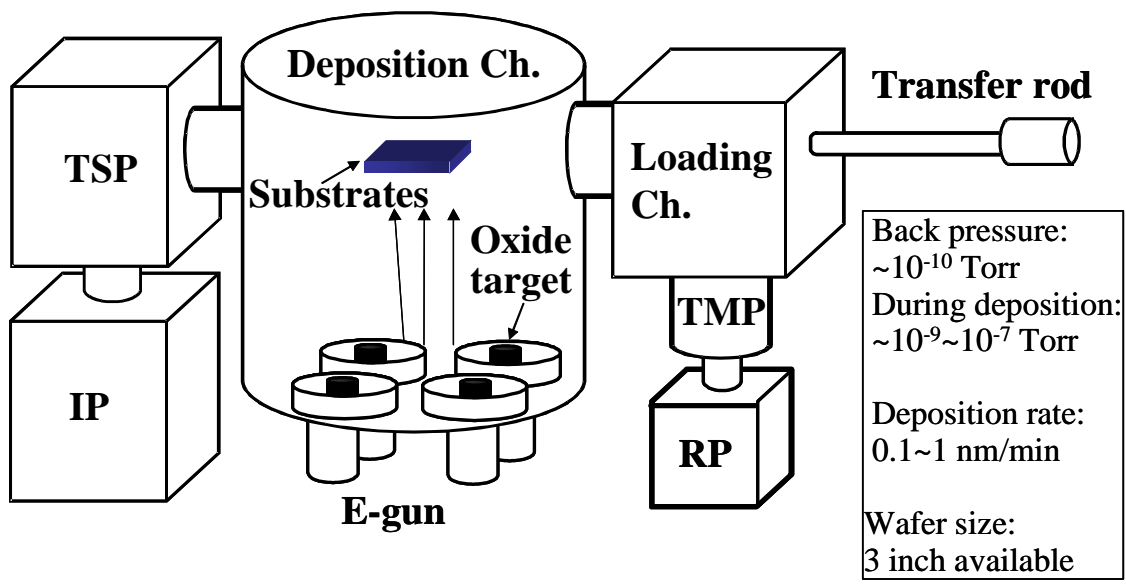 Deposition Ch.
TSP
Substrates
Oxide
target
IP
E-gun
Loading
Ch.
Transfer rod
TMP
RP
Back pressure:
~10⁻¹⁰ Torr
During deposition:
~10⁻⁹~10⁻⁷ Torr
Deposition rate:
0.1~1 nm/min
Wafer size:
3 inch available